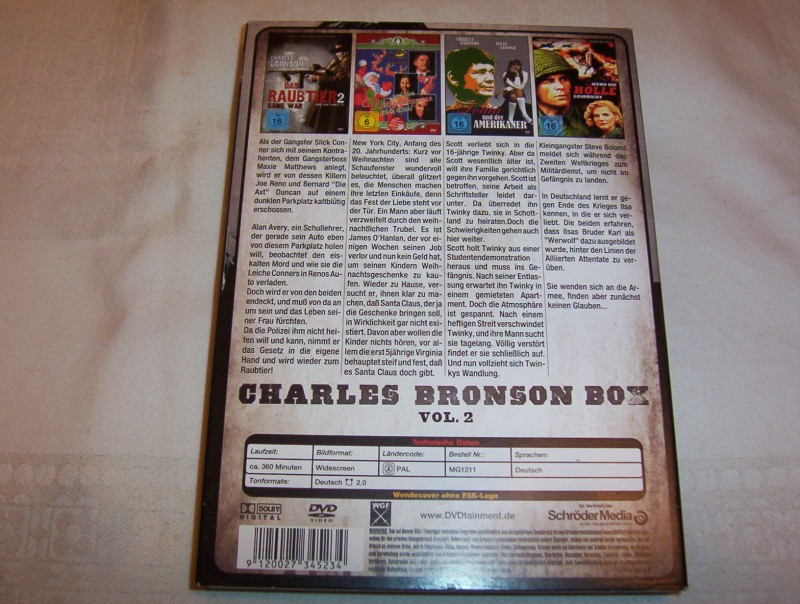 CHARLES
BRONSON
DAS
RAUBTIER 2
GANG WAR
16
6
16
und der
AMERIKANER
16
WENN DIE
HÖLLE
LOSBRICHT
16
Als der Gangster Slick Con-
ner sich mit seinem Kontra-
henten, dem Gangsterboss
Maxie Matthews anlegt,
wird er von dessen Killern
Joe Reno und Bernard "Die
Axt" Duncan auf einem
dunklen Parkplatz kaltblütig
erschossen.
Alan Avery, ein Schullehrer,
der gerade sein Auto eben
von diesem Parkplatz holen
will, beobachtet den eis-
kalten Mord und wie sie die
Leiche Conners in Renos Au-
to verladen.
Doch wird er von den beiden
endeckt, und muß von da an
um sein und das Leben sei-
ner Frau fürchten.
Da die Polizei ihm nicht hel-
fen will und kann, nimmt er
das Gesetz in die eigene
Hand und wird wieder zum
Raubtier!
New York City, Anfang des
20. Jahrhunderts: Kurz vor
Weihnachten sind alle
Schaufenster wundervoll
beleuchtet, überall glitzert
es, die Menschen machen
ihre letzten Einkäufe, denn
das Fest der Liebe steht vor
der Tür. Ein Mann aber läuft
verzweifelt durch den weih-
nachtlichen Trubel. Es ist
James O'Hanlan, der vor ei-
nigen Wochen seinen Job
verlor und nun kein Geld hat,
um seinen Kindern Weih-
nachtsgeschenke zu kau-
fen. Wieder zu Hause, ver-
sucht er, ihnen klar zu ma-
chen, daß Santa Claus, der ja
die Geschenke bringen soll,
in Wirklichkeit gar nicht exi-
stiert. Davon aber wollen die
Kinder nichts hören, vor al-
lem die erst 5jährige Virginia
behauptet steif und fest, daß
es Santa Claus doch gibt.
Scott verliebt sich in die
16-jährige Twinky. Aber da
Scott wesentlich älter ist,
will ihre Familie gerichtlich
gegen ihn vorgehen. Scott ist
betroffen, seine Arbeit als
Schriftsteller leidet dar-
unter. Da überredet ihn
Twinky dazu, sie in Schott-
land zu heiraten.Doch die
Schwierigkeiten gehen auch
hier weiter.
Scott holt Twinky aus einer
Studentendemonstration
heraus und muss ins Ge-
fängnis. Nach seiner Entlas-
sung erwartet ihn Twinky in
einem gemieteten Apart-
ment. Doch die Atmosphäre
ist gespannt. Nach einem
heftigen Streit verschwindet
Twinky, und ihre Mann sucht
sie tagelang. Völlig verstört
findet er sie schließlich auf.
Und nun vollzieht sich Twin-
kys Wandlung.
Kleingangster Steve Boland
meldet sich während des
Zweiten Weltkrieges zum
Militärdienst, um nicht im
Gefängnis zu landen.
In Deutschland lernt er ge-
gen Ende des Krieges Ilsa
kennen, in die er sich ver-
liebt. Die beiden erfahren,
dass Ilsas Bruder Karl als
"Werwolf" dazu ausgebildet
wurde, hinter den Linien der
Alliierten Attentate zu ver-
üben.
Sie wenden sich an die Ar-
mee, finden aber zunächst
keinen Glauben...
CHARLES BRONSON BOX
VOL. 2
Technische Daten
Laufzeit: Bildformat: Ländercode: Bestell Nr.: Sprachen:
ca. 360 Minuten Widescreen 2 PAL MG1211 Deutsch
Tonformate: Deutsch 2.0
Wendecover ohne FSK-Logo
DOLBY
DIGITAL
DVD
VIDEO
WGF
www.DVDtainment.de
Im Vertrieb der
SchröderMedia
9 120027 345234